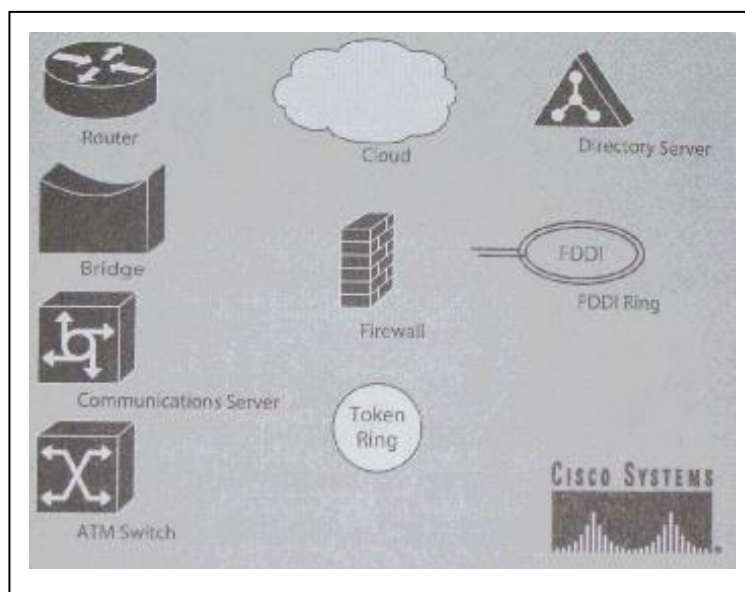 Router
Cloud
Directory Server
Bridge
Firewall
FDDI
FDDI Ring
Communications Server
Token
Ring
ATM Switch
CISCO SYSTEMS